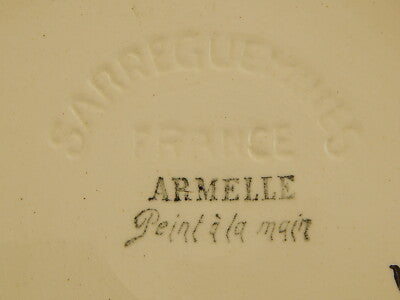 SARREGUEMINES
FRANCE
ARMELLE
Peint à la main